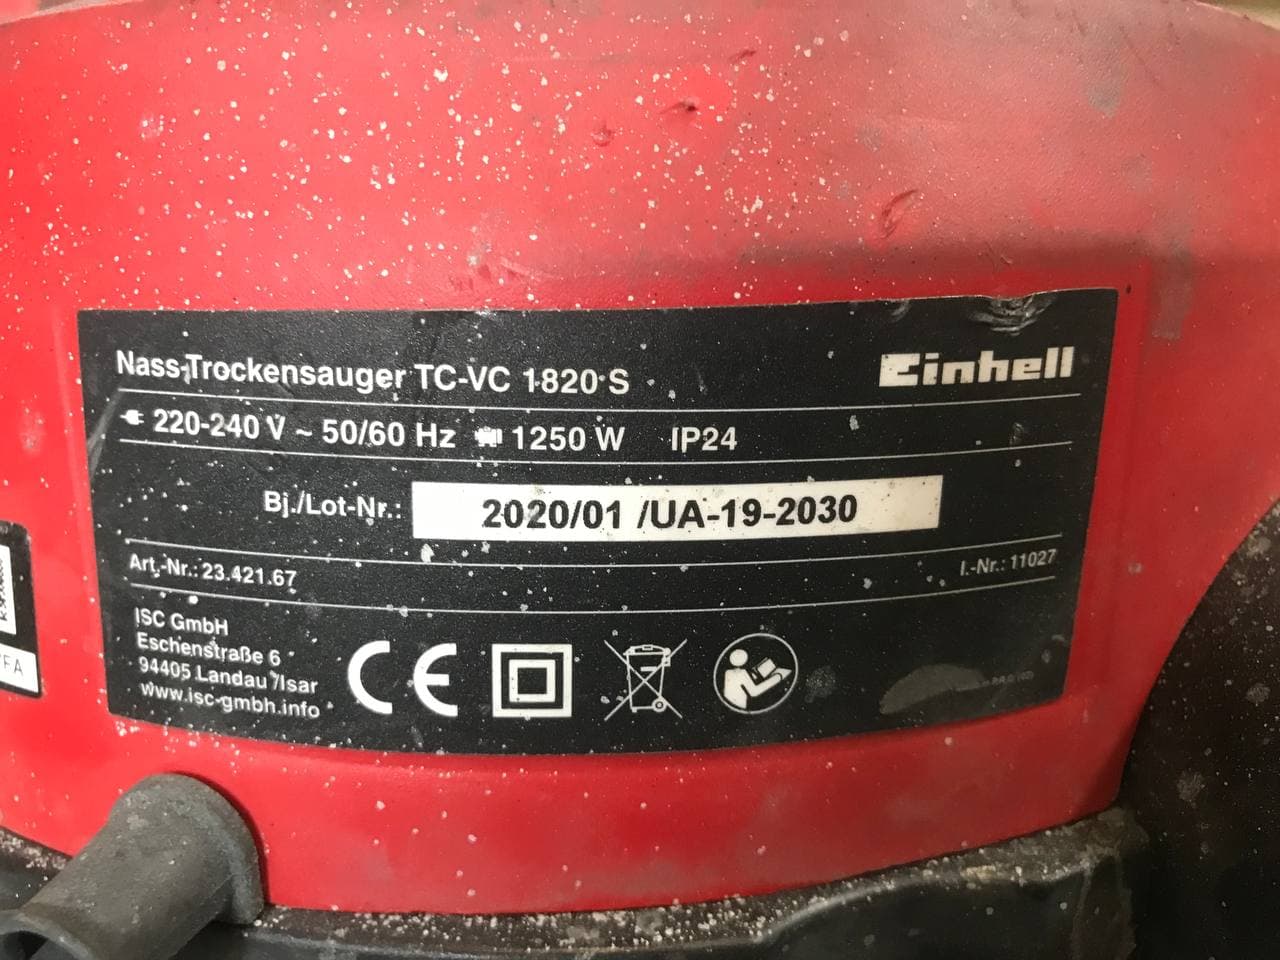 Nass-Trockensauger TC-VC 1820 S
Einhell
220-240 V ~ 50/60 Hz 1250 W IP24
Bj./Lot-Nr.: 2020/01 /UA-19-2030
Art.-Nr.: 23.421.67
I.-Nr.: 11027
ISC GmbH
Eschenstraße 6
94405 Landau /Isar
www.isc-gmbh.info
CE